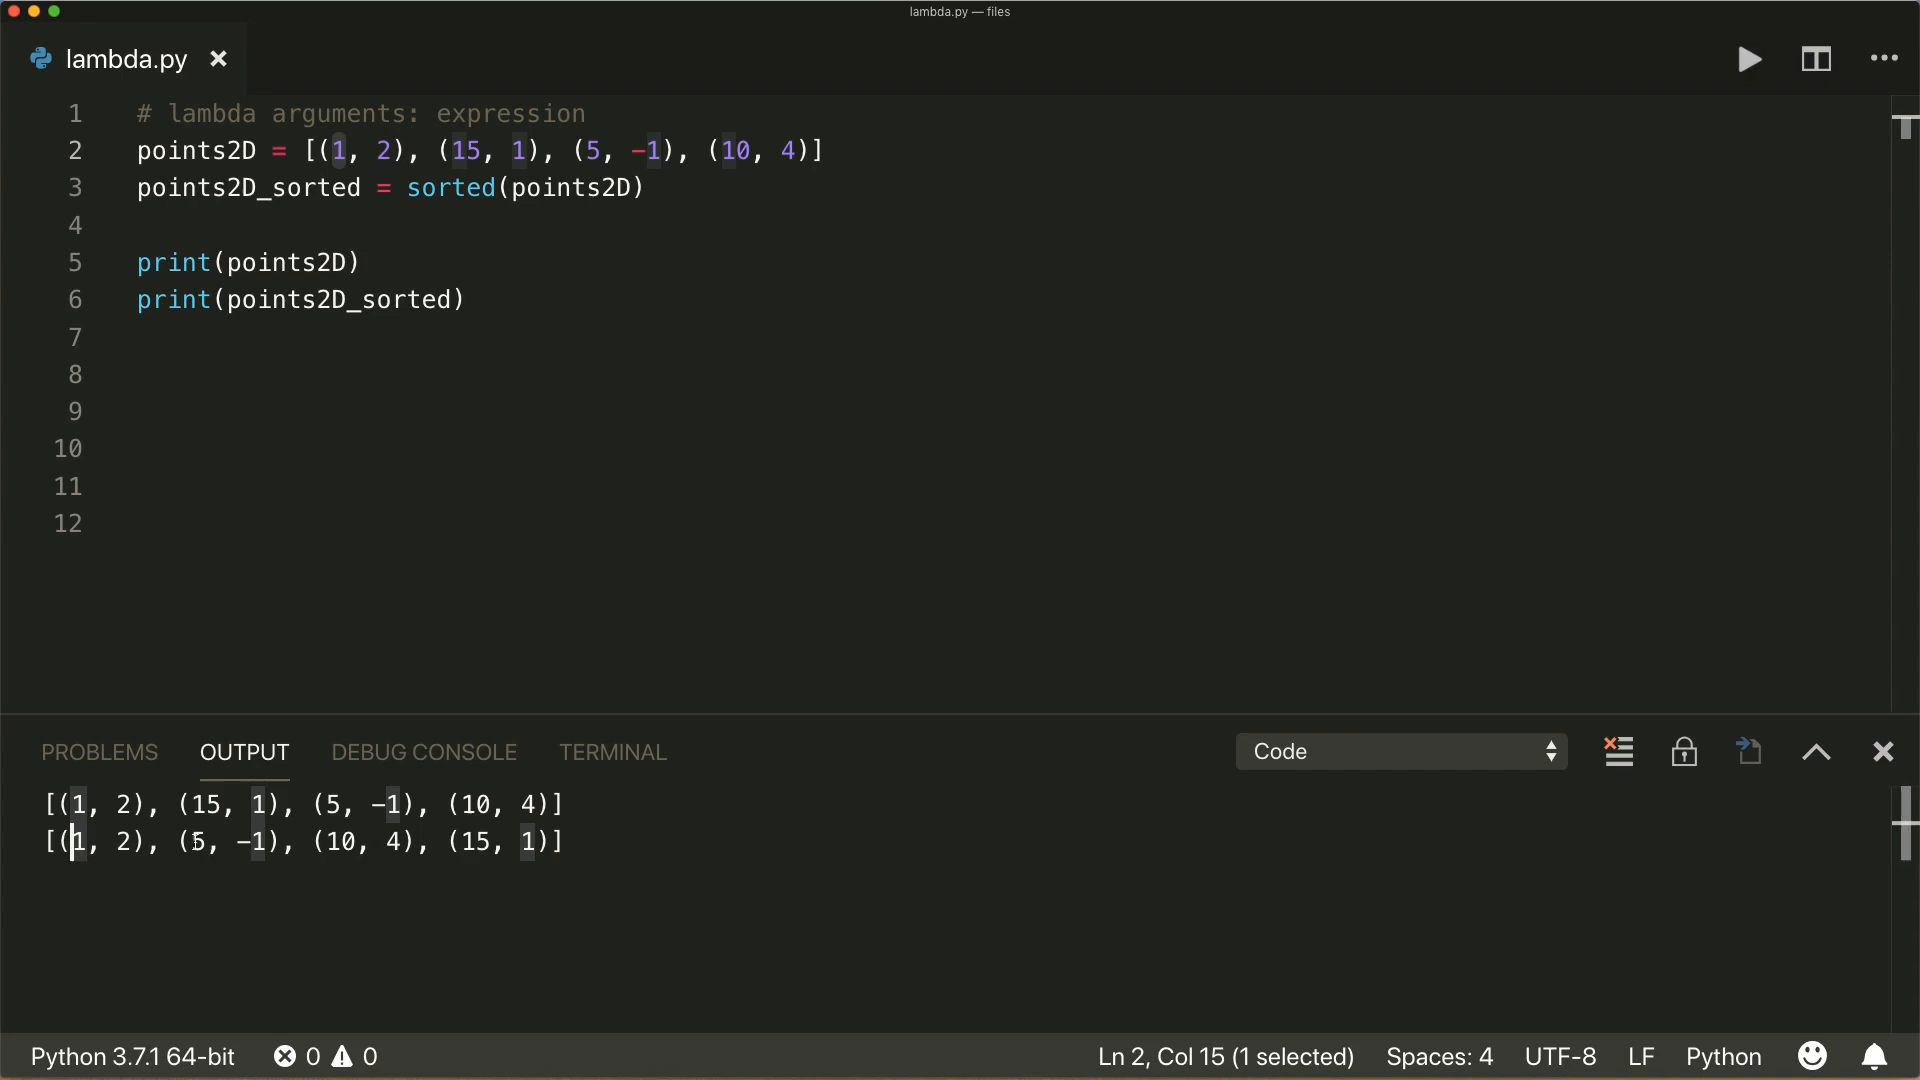 lambda.py — files
lambda.py
1 # lambda arguments: expression
2 points2D = [(1, 2), (15, 1), (5, -1), (10, 4)]
3 points2D_sorted = sorted(points2D)
4
5 print(points2D)
6 print(points2D_sorted)
7
8
9
10
11
12
PROBLEMS OUTPUT DEBUG CONSOLE TERMINAL Code
[(1, 2), (15, 1), (5, -1), (10, 4)]
[(1, 2), (5, -1), (10, 4), (15, 1)]
Python 3.7.1 64-bit 0 0 Ln 2, Col 15 (1 selected) Spaces: 4 UTF-8 LF Python